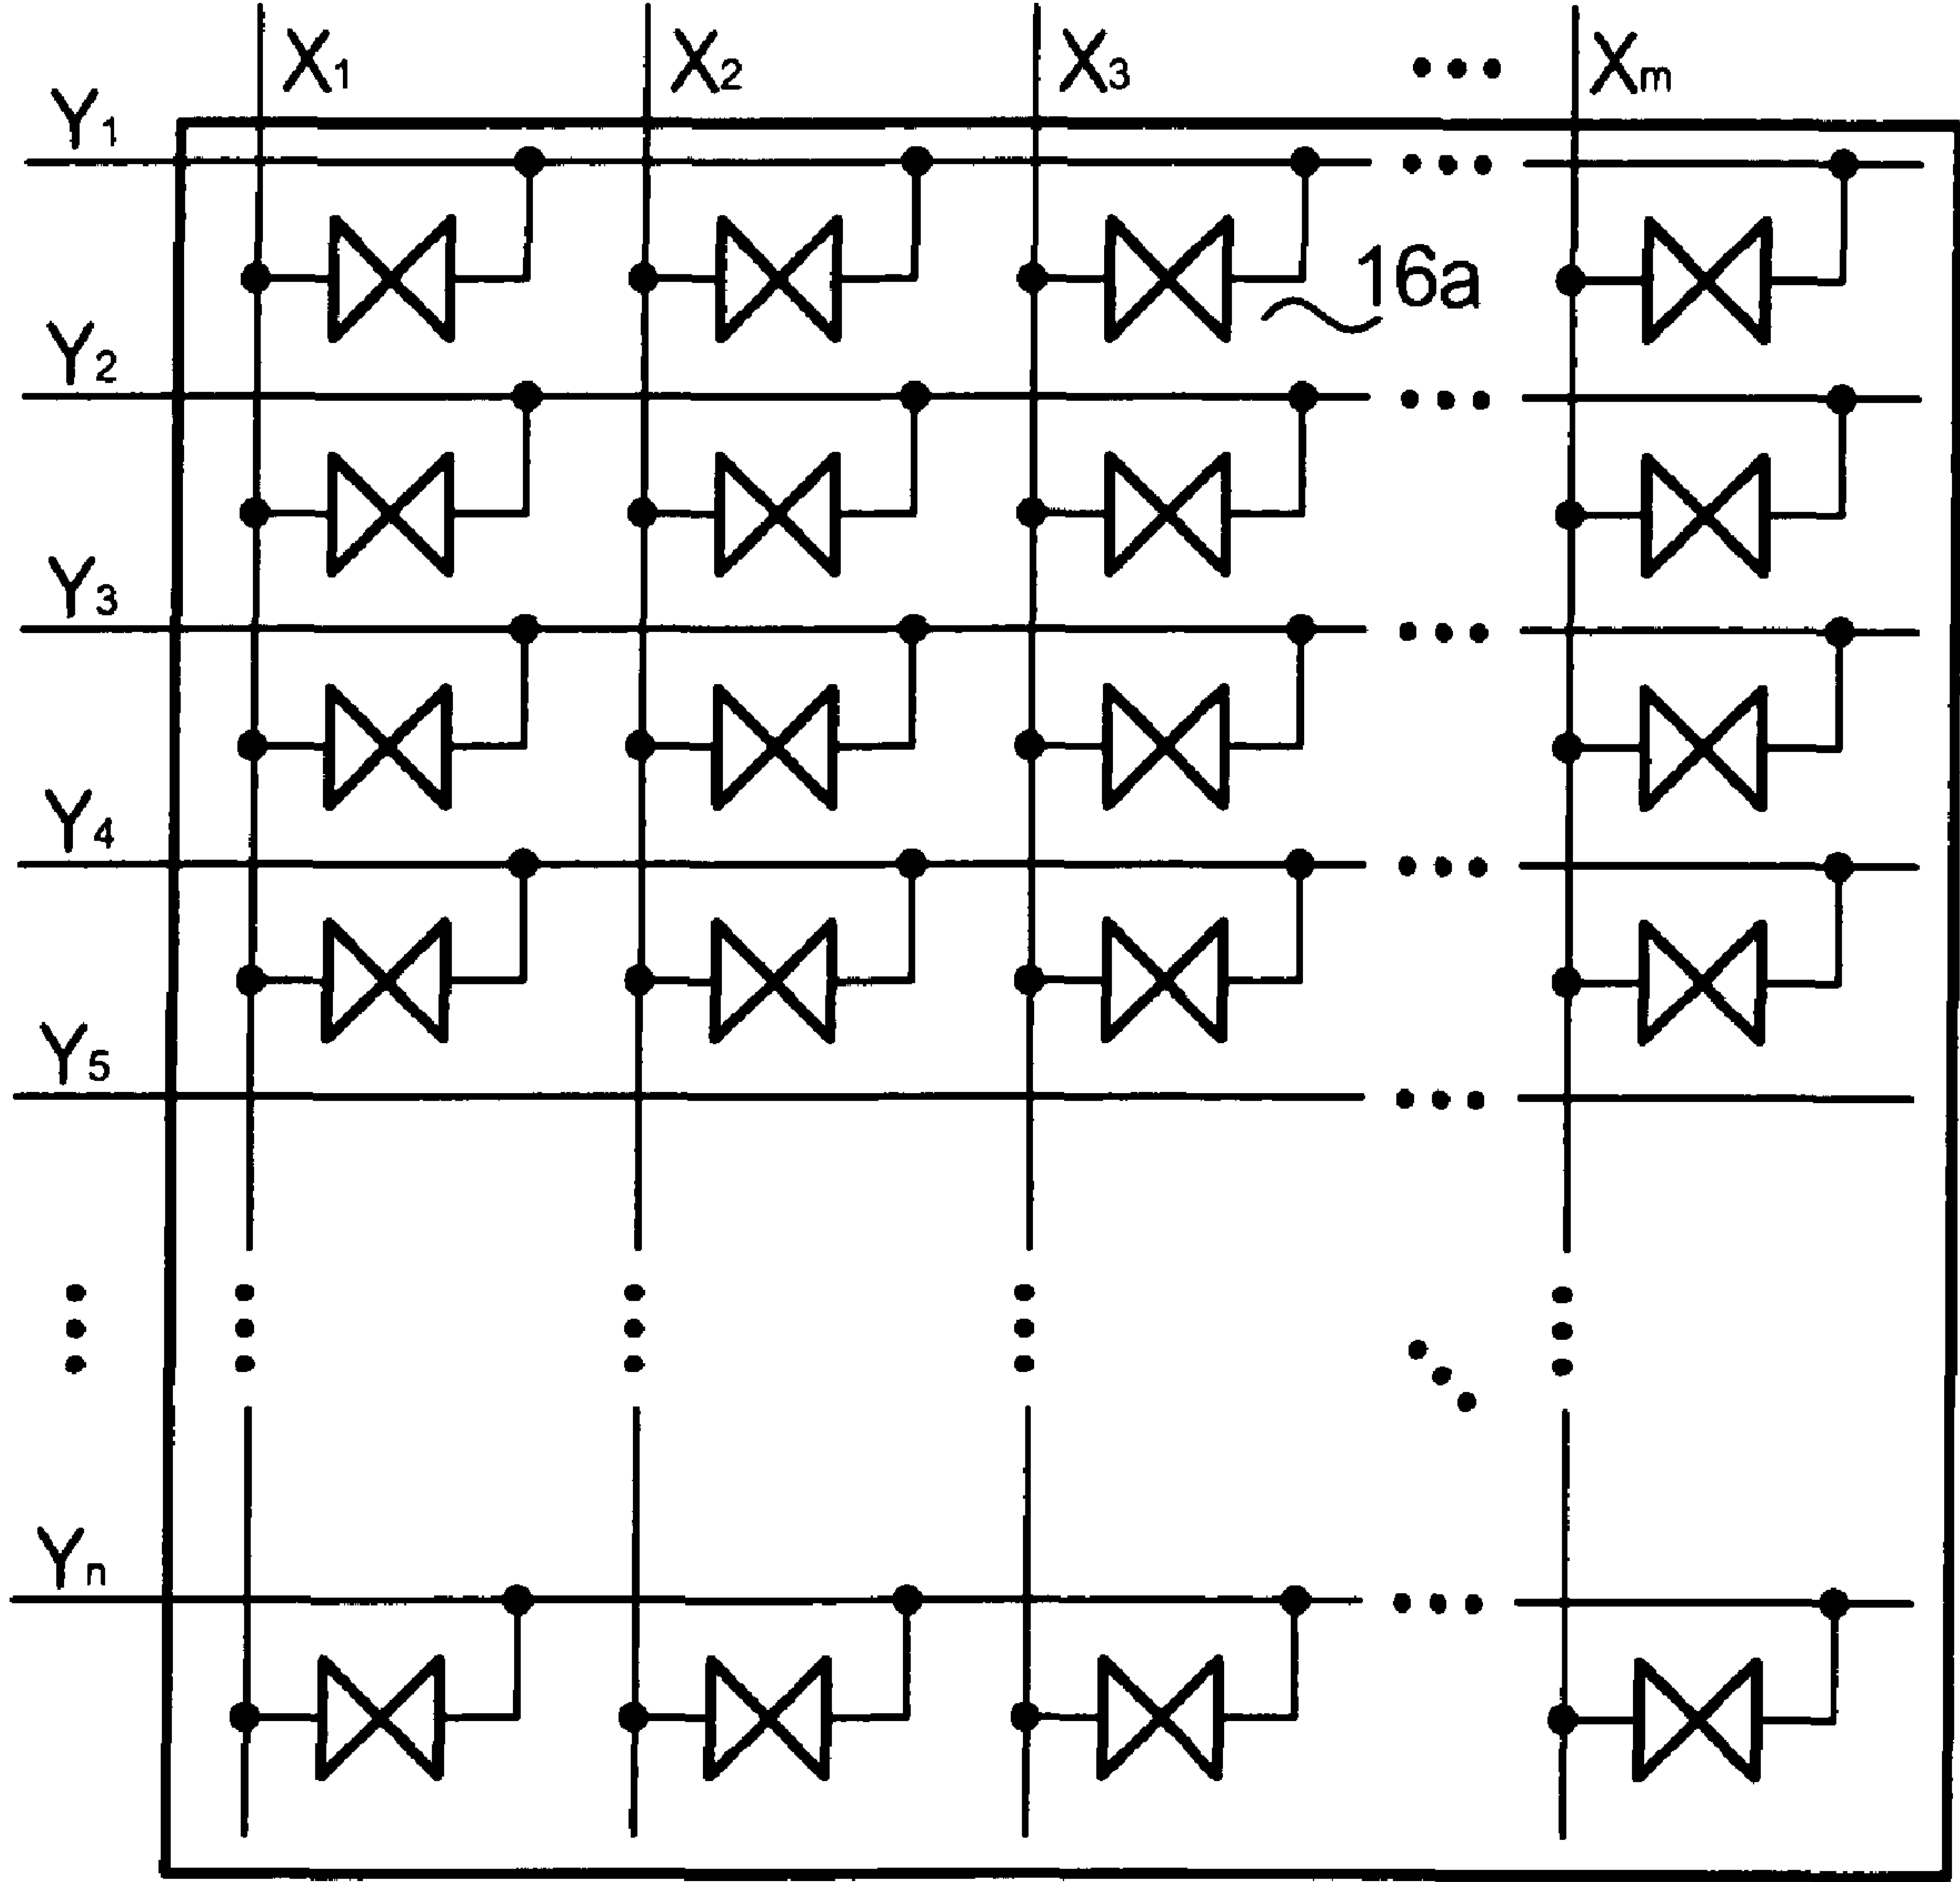 X1 X2 X3 ••• Xm
Y1 •••
16a
Y2 •••
Y3 •••
Y4 •••
Y5 •••
Yn •••